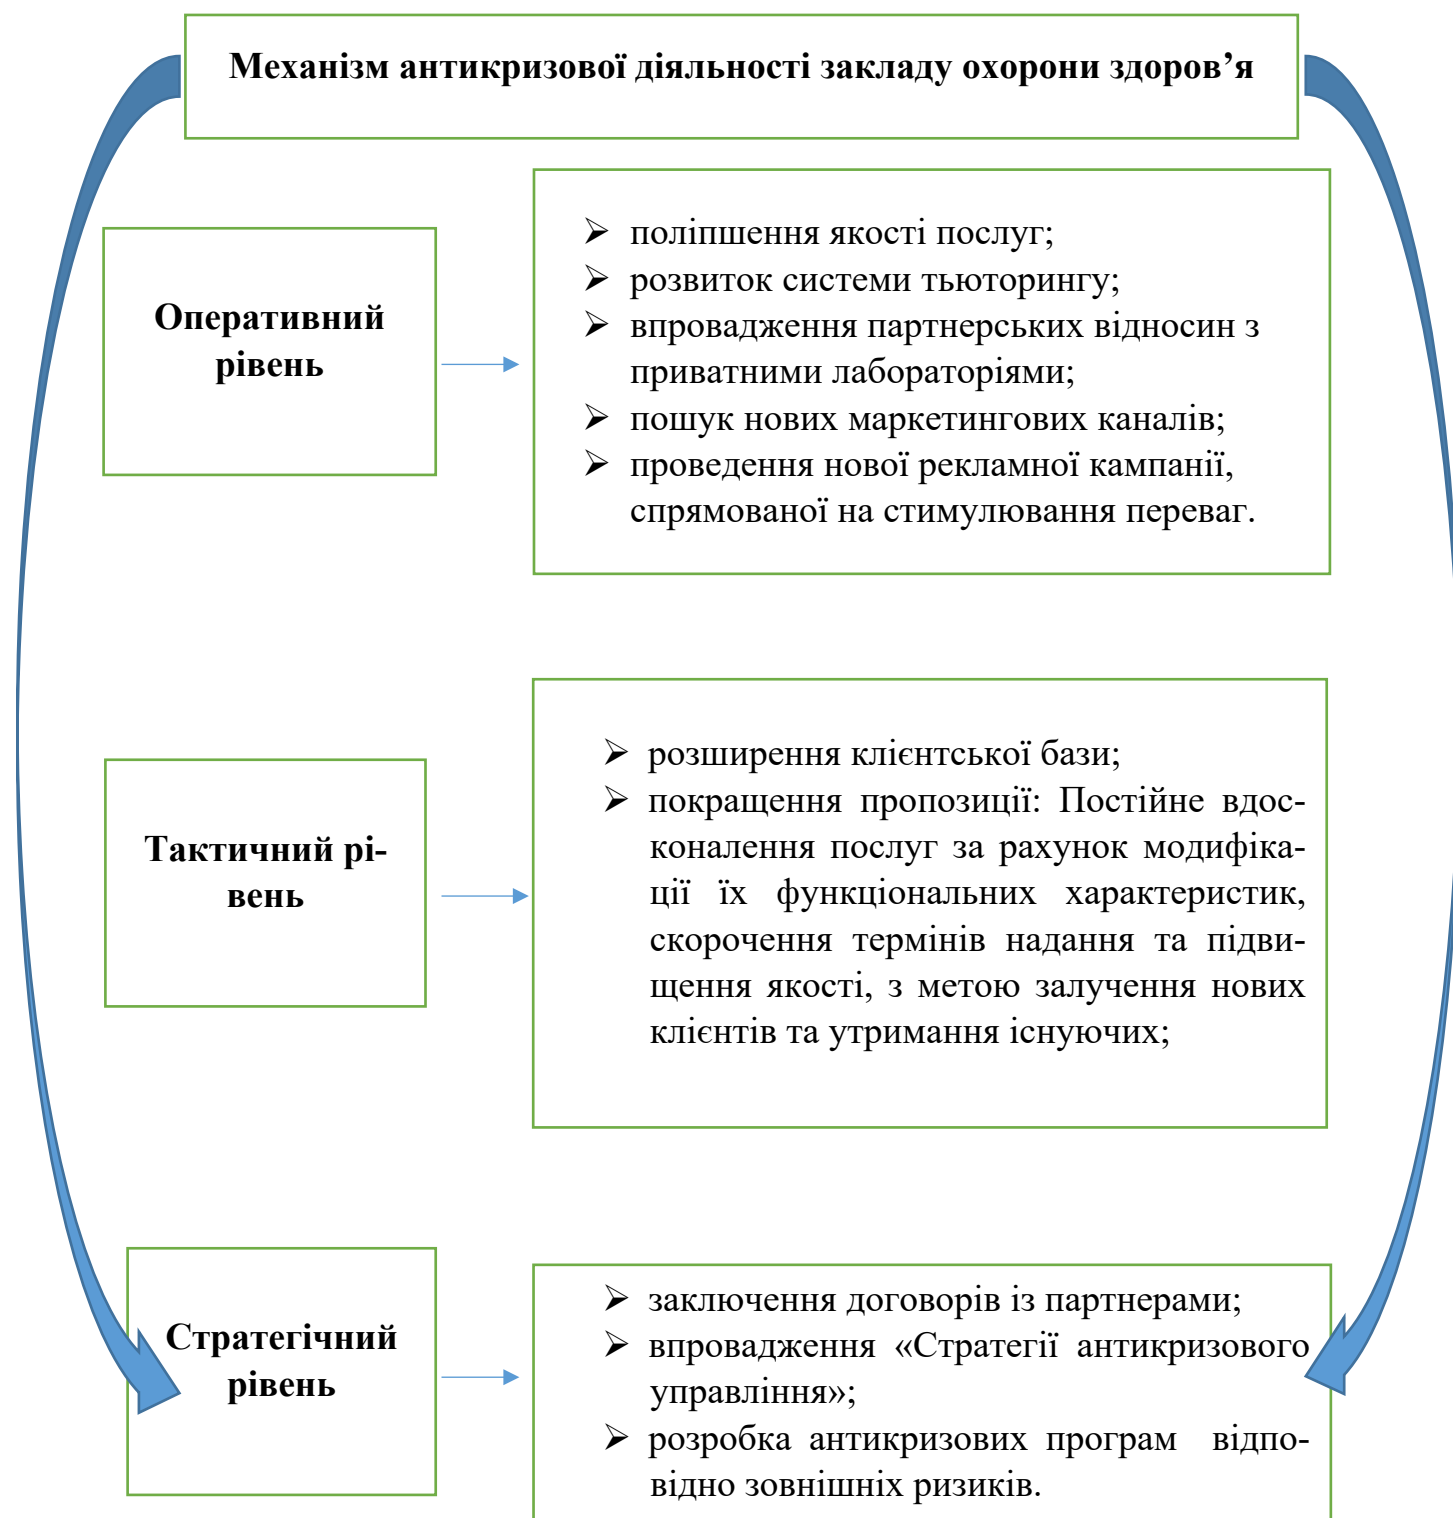 Механізм антикризової діяльності закладу охорони здоров’я
Оперативний
рівень
➢ поліпшення якості послуг;
➢ розвиток системи тьюторингу;
➢ впровадження партнерських відносин з
приватними лабораторіями;
➢ пошук нових маркетингових каналів;
➢ проведення нової рекламної кампанії,
спрямованої на стимулювання переваг.
Тактичний рі-
вень
➢ розширення клієнтської бази;
➢ покращення пропозиції: Постійне вдос-
коналення послуг за рахунок модифіка-
ції їх функціональних характеристик,
скорочення термінів надання та підви-
щення якості, з метою залучення нових
клієнтів та утримання існуючих;
Стратегічний
рівень
➢ заключення договорів із партнерами;
➢ впровадження «Стратегії антикризового
управління»;
➢ розробка антикризових програм відпо-
відно зовнішніх ризиків.